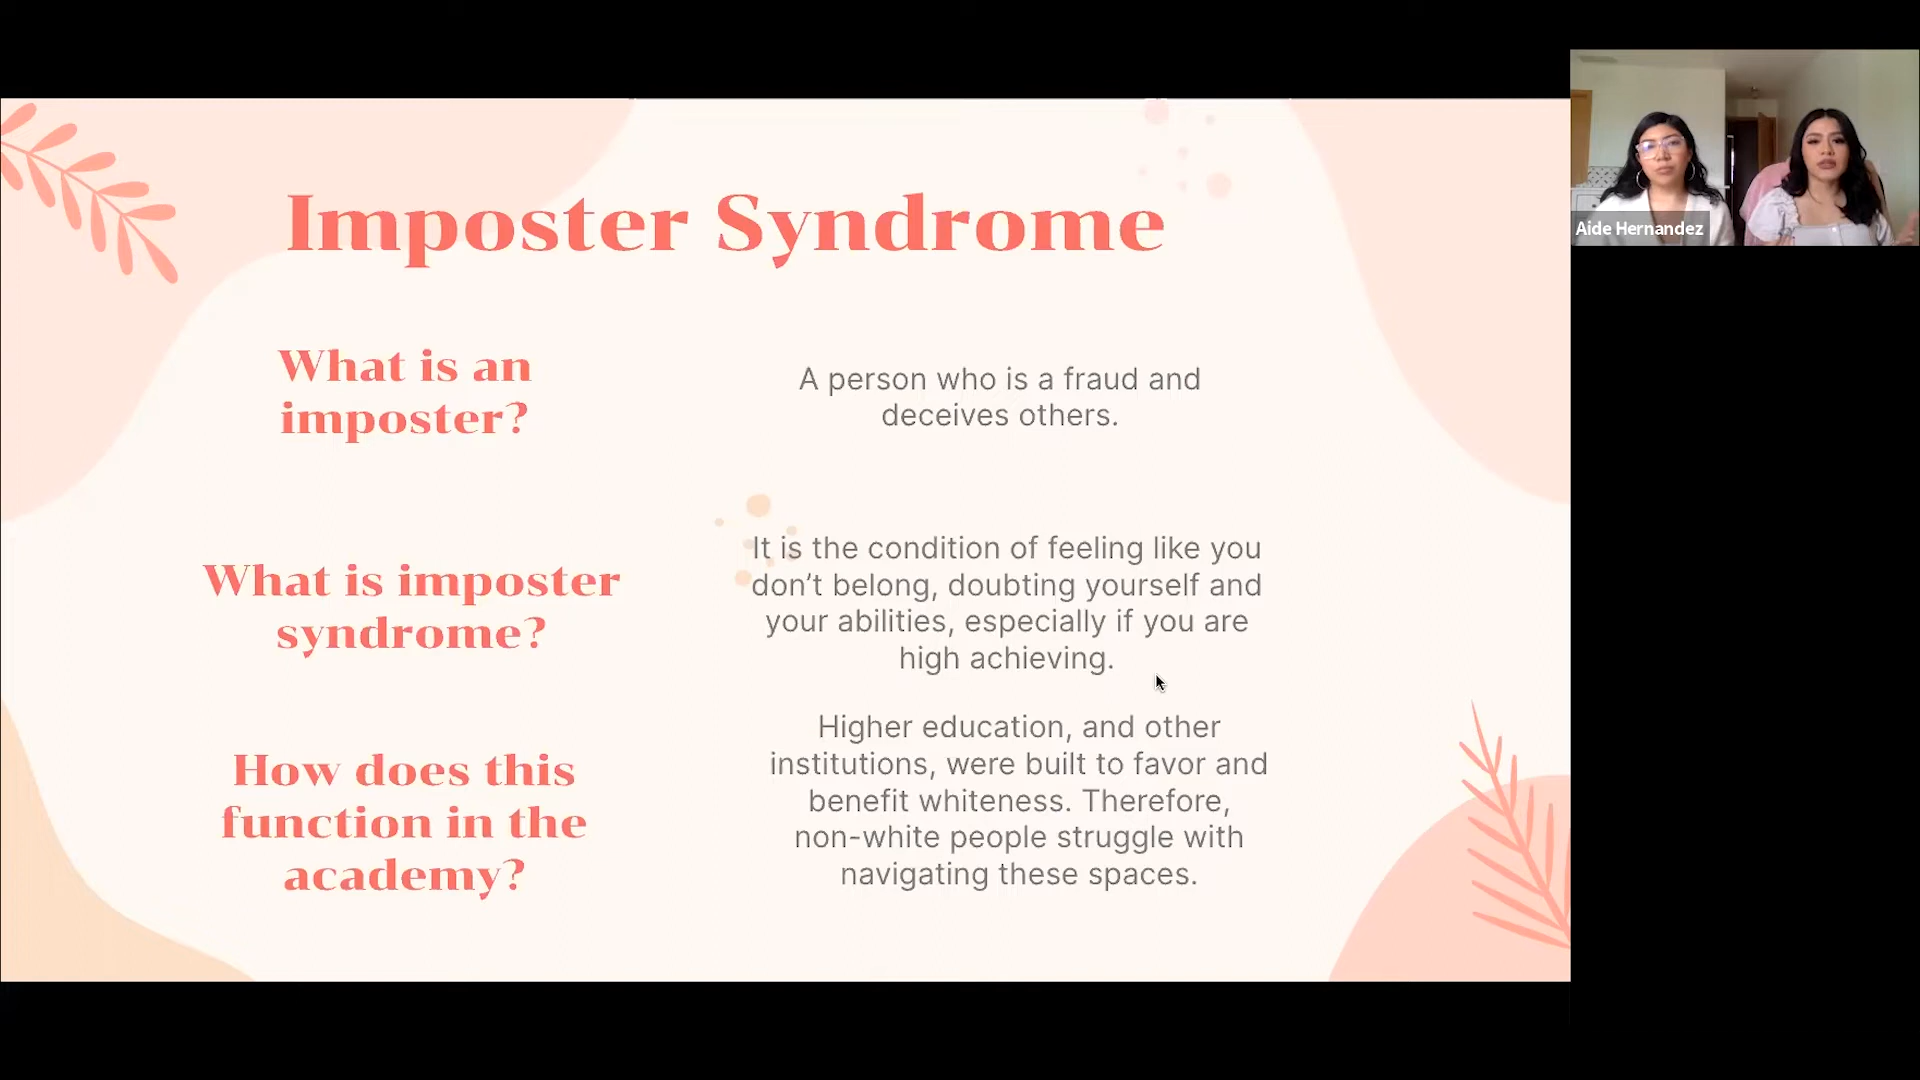 Imposter Syndrome
What is an
imposter?
A person who is a fraud and
deceives others.
What is imposter
syndrome?
It is the condition of feeling like you
don’t belong, doubting yourself and
your abilities, especially if you are
high achieving.
How does this
function in the
academy?
Higher education, and other
institutions, were built to favor and
benefit whiteness. Therefore,
non-white people struggle with
navigating these spaces.
Aide Hernandez